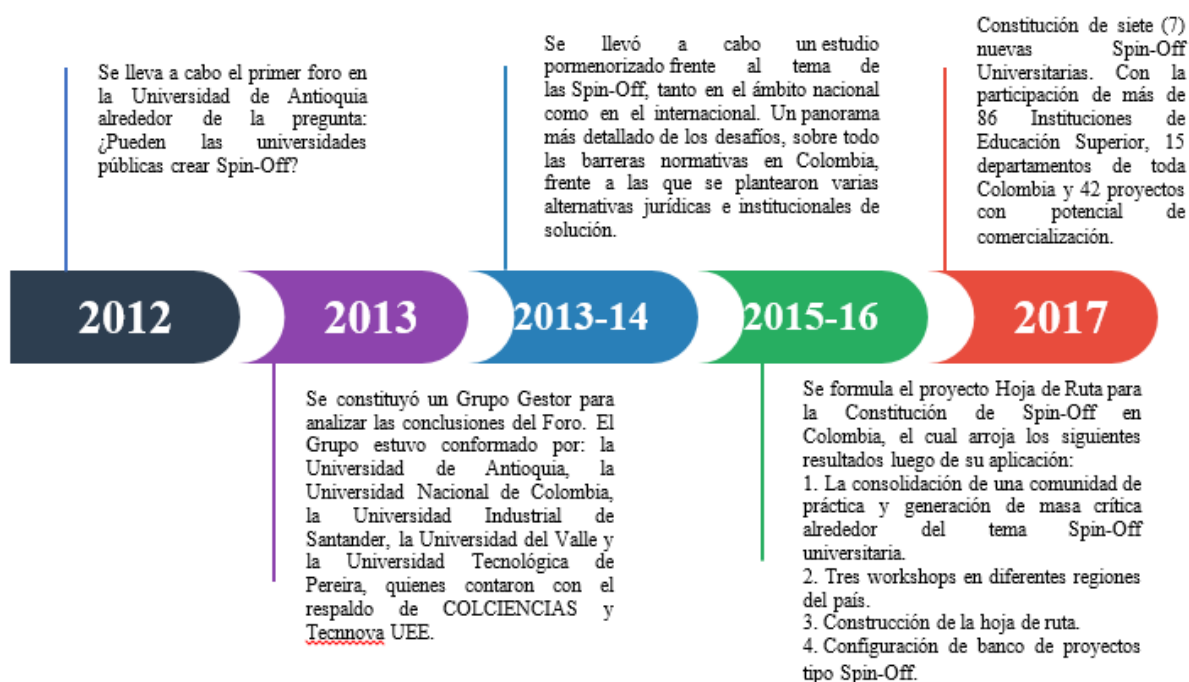 Se lleva a cabo el primer foro en
la Universidad de Antioquia
alrededor de la pregunta:
¿Pueden las universidades
públicas crear Spin-Off?
Se llevó a cabo un estudio
pormenorizado frente al tema de
las Spin-Off, tanto en el ámbito nacional
como en el internacional. Un panorama
más detallado de los desafíos, sobre todo
las barreras normativas en Colombia,
frente a las que se plantearon varias
alternativas jurídicas e institucionales de
solución.
Constitución de siete (7)
nuevas Spin-Off
Universitarias. Con la
participación de más de
86 Instituciones de
Educación Superior, 15
departamentos de toda
Colombia y 42 proyectos
con potencial de
comercialización.
2012
2013
2013-14
2015-16
2017
Se constituyó un Grupo Gestor para
analizar las conclusiones del Foro. El
Grupo estuvo conformado por: la
Universidad de Antioquia, la
Universidad Nacional de Colombia,
la Universidad Industrial de
Santander, la Universidad del Valle y
la Universidad Tecnológica de
Pereira, quienes contaron con el
respaldo de COLCIENCIAS y
Tecnnova UEE.
Se formula el proyecto Hoja de Ruta para
la Constitución de Spin-Off en
Colombia, el cual arroja los siguientes
resultados luego de su aplicación:
1. La consolidación de una comunidad de
práctica y generación de masa crítica
alrededor del tema Spin-Off
universitaria.
2. Tres workshops en diferentes regiones
del país.
3. Construcción de la hoja de ruta.
4. Configuración de banco de proyectos
tipo Spin-Off.